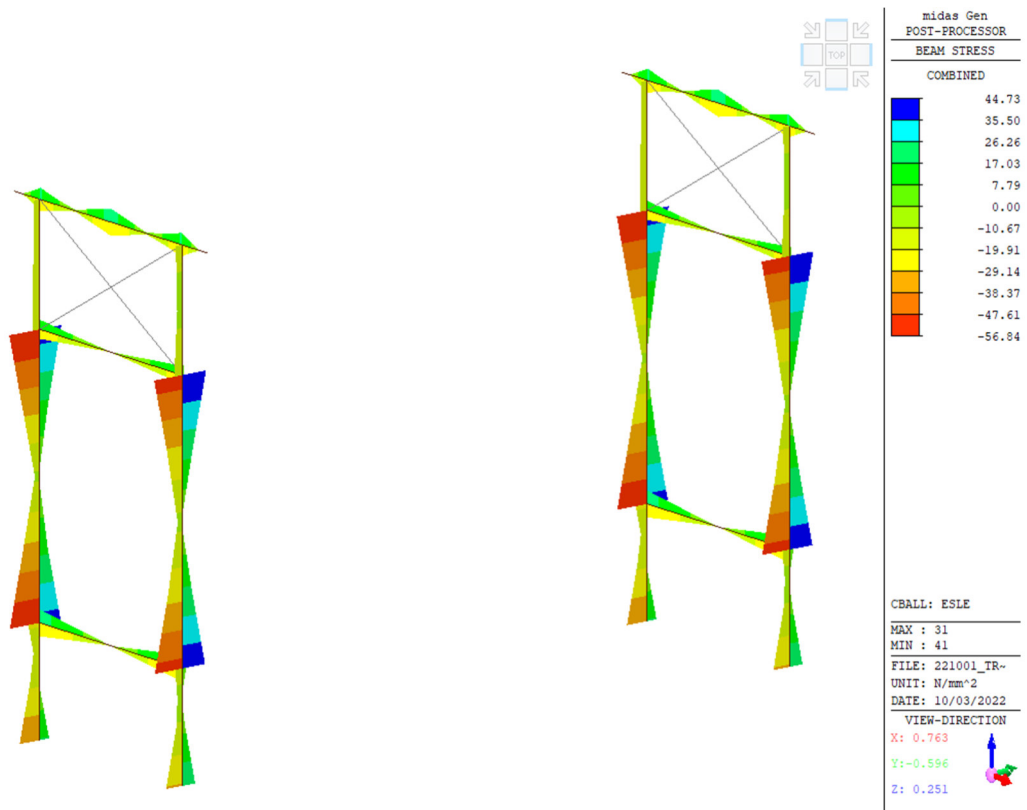 TOP
midas Gen
POST-PROCESSOR
BEAM STRESS
COMBINED
44.73
35.50
26.26
17.03
7.79
0.00
-10.67
-19.91
-29.14
-38.37
-47.61
-56.84
CBALL: ESLE
MAX : 31
MIN : 41
FILE: 221001_TR~
UNIT: N/mm^2
DATE: 10/03/2022
VIEW-DIRECTION
X: 0.763
Y:-0.596
Z: 0.251